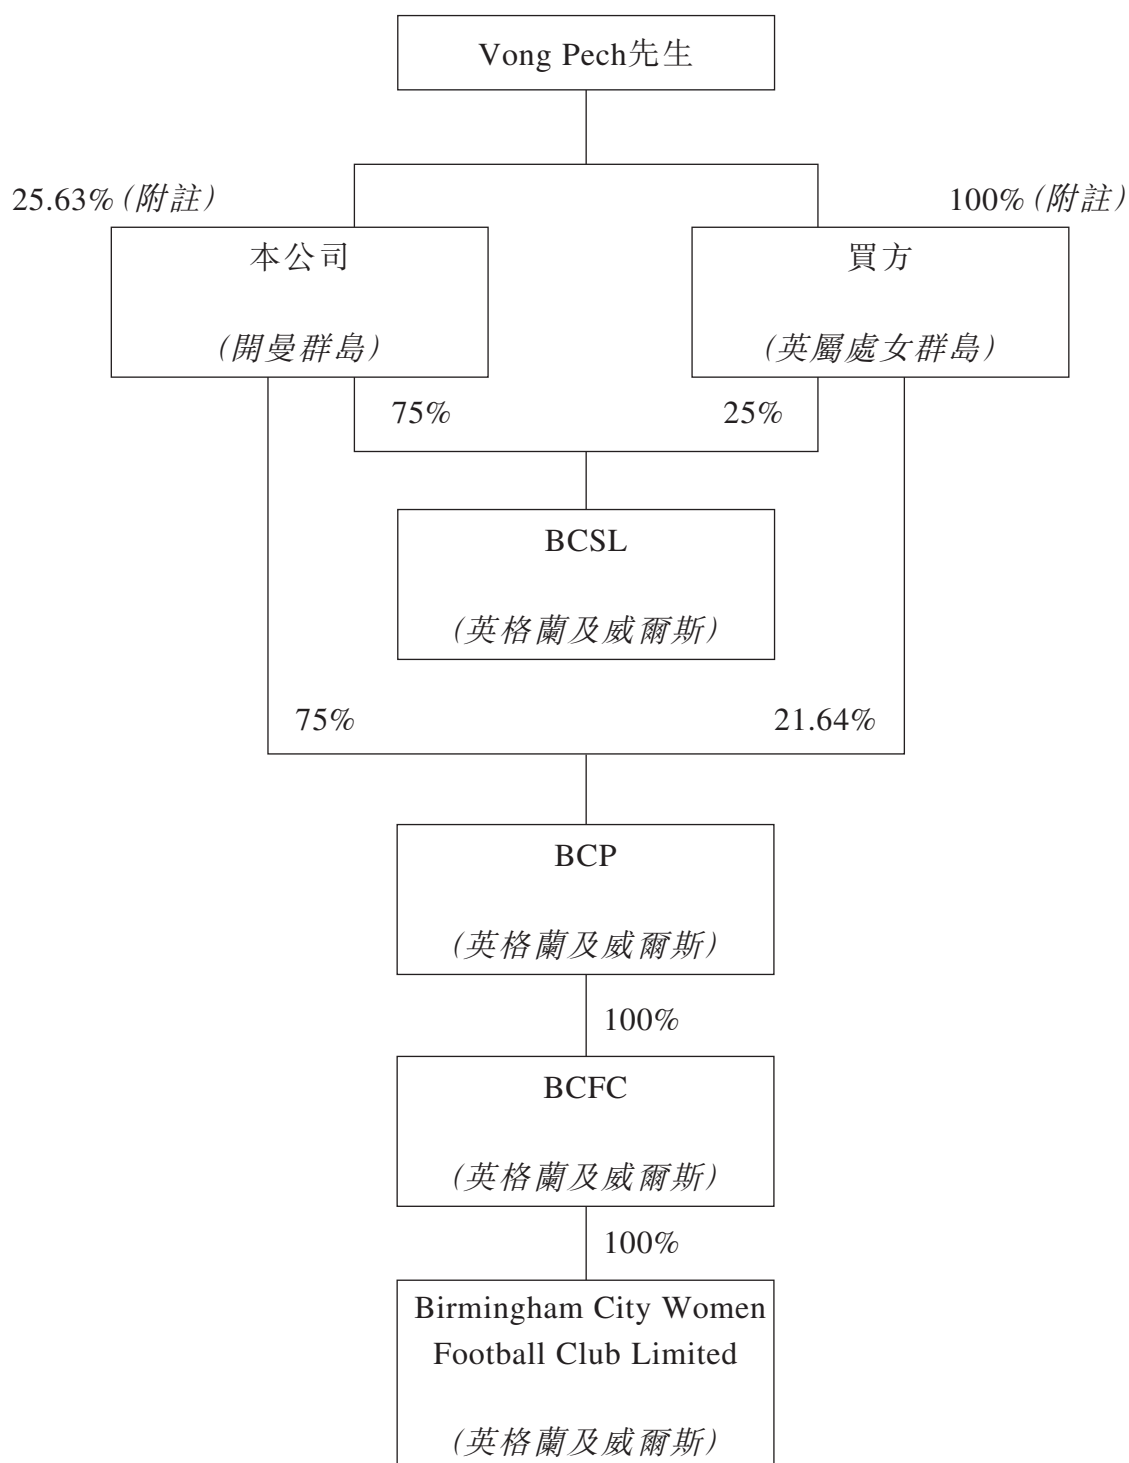 Vong Pech先生
25.63% (附註)
100% (附註)
本公司
(開曼群島)
買方
(英屬處女群島)
75%
25%
BCSL
(英格蘭及威爾斯)
75%
21.64%
BCP
(英格蘭及威爾斯)
100%
BCFC
(英格蘭及威爾斯)
100%
Birmingham City Women
Football Club Limited
(英格蘭及威爾斯)